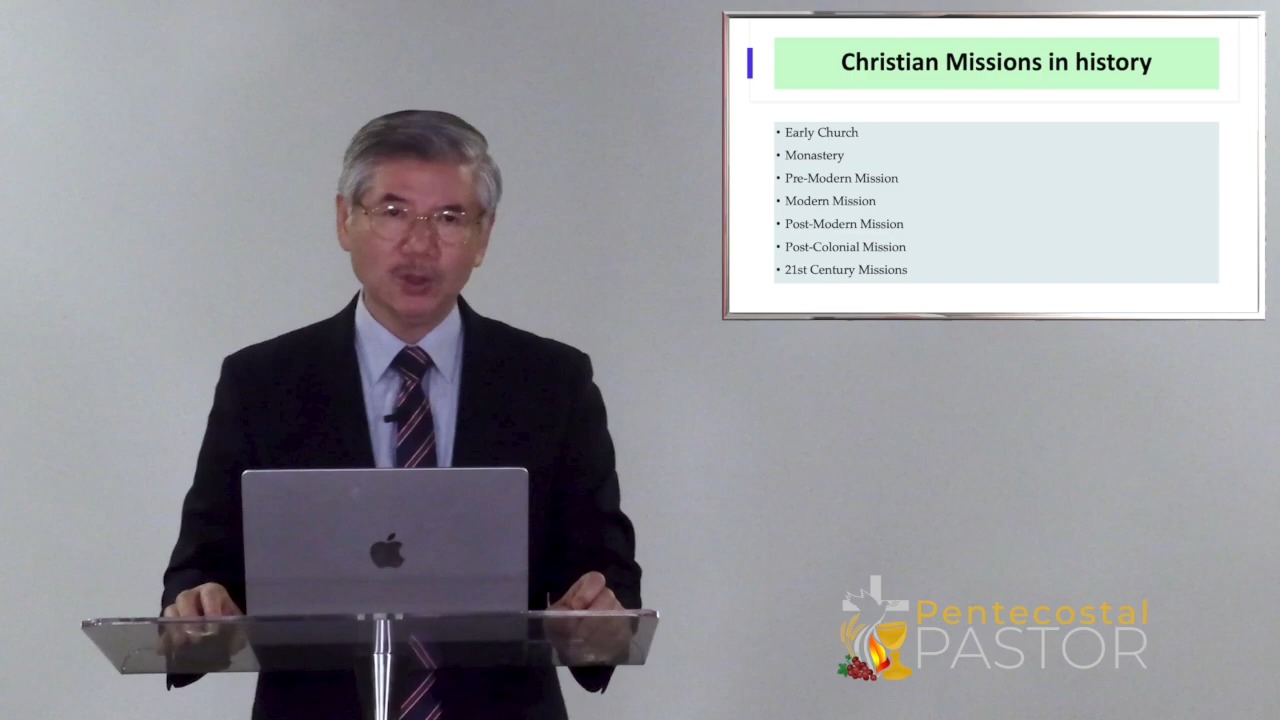 Christian Missions in history
• Early Church
• Monastery
• Pre-Modern Mission
• Modern Mission
• Post-Modern Mission
• Post-Colonial Mission
• 21st Century Missions
Pentecostal
PASTOR